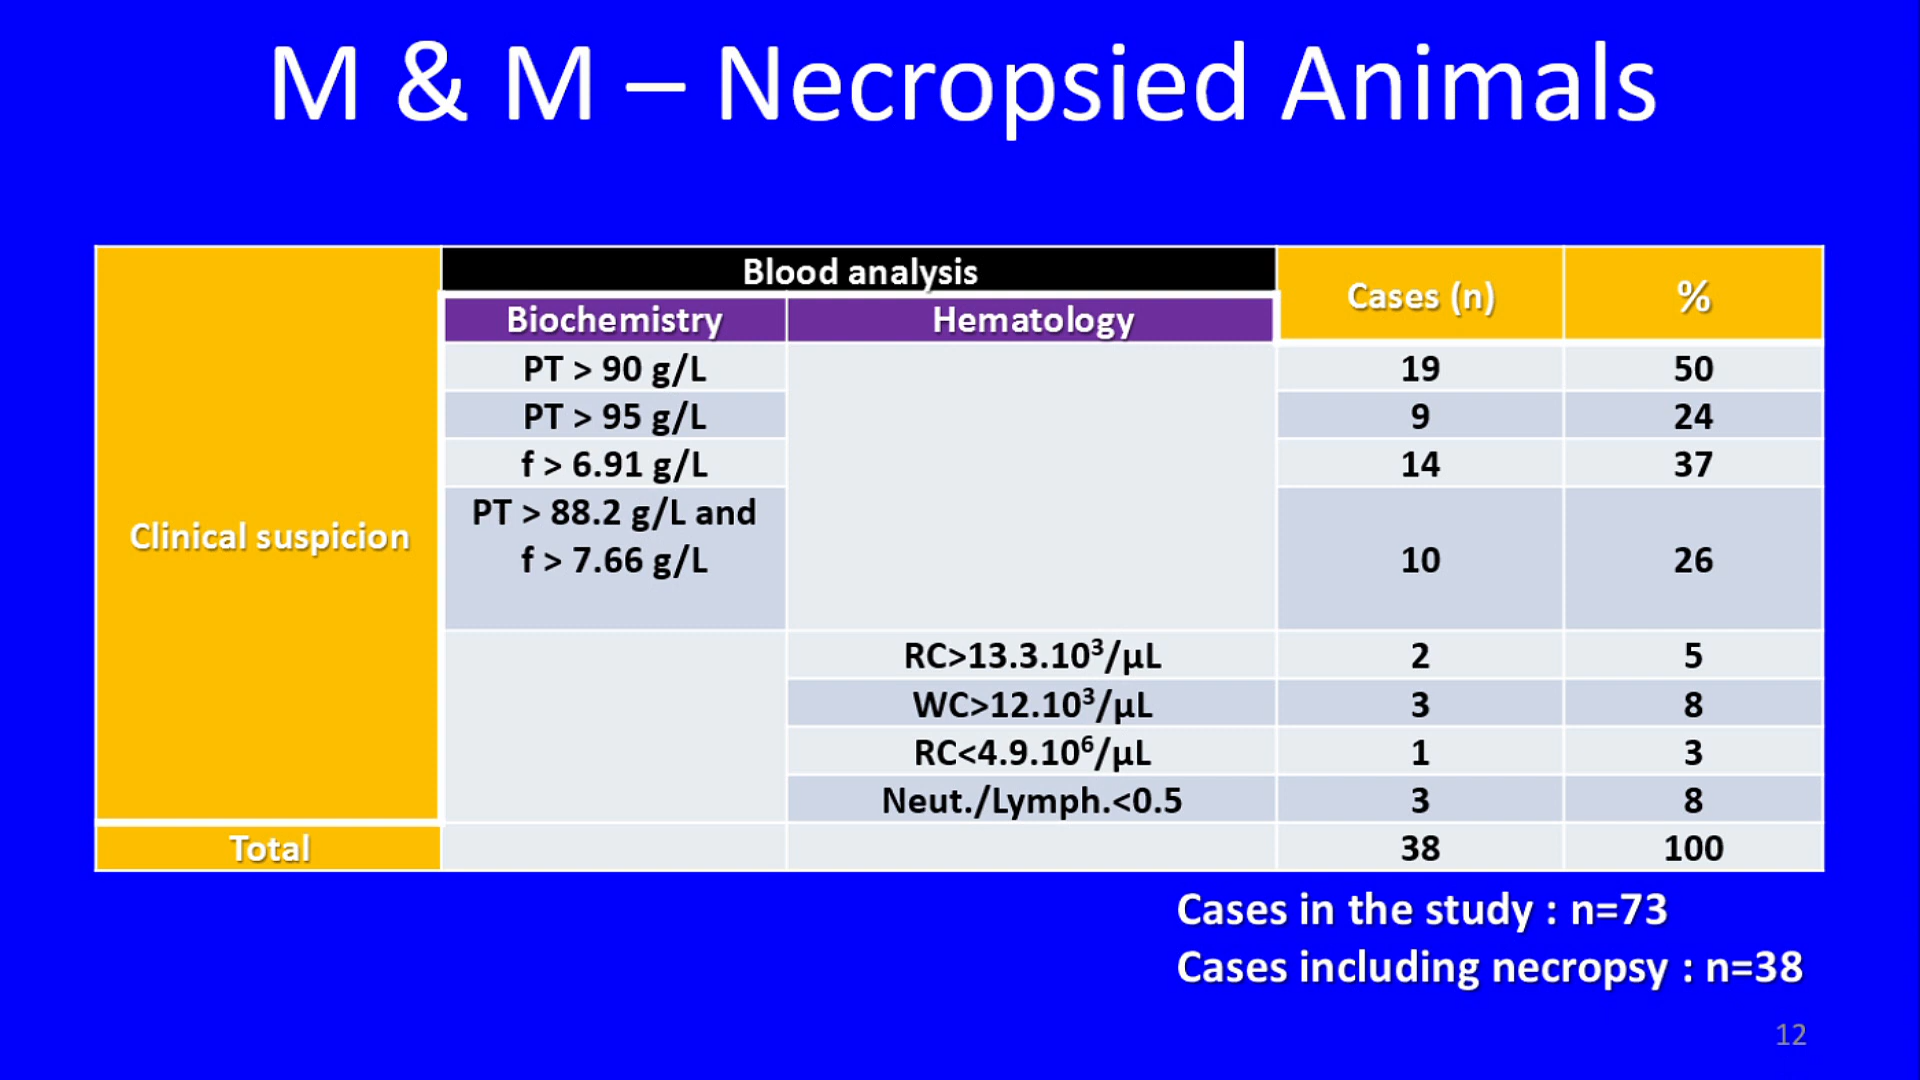 M & M – Necropsied Animals
Blood analysis
Cases (n)
%
Biochemistry
Hematology
Clinical suspicion
PT > 90 g/L
19
50
PT > 95 g/L
9
24
f > 6.91 g/L
14
37
PT > 88.2 g/L and
f > 7.66 g/L
10
26
RC>13.3.10³/µL
2
5
WC>12.10³/µL
3
8
RC<4.9.10⁶/µL
1
3
Neut./Lymph.<0.5
3
8
Total
38
100
Cases in the study : n=73
Cases including necropsy : n=38
12